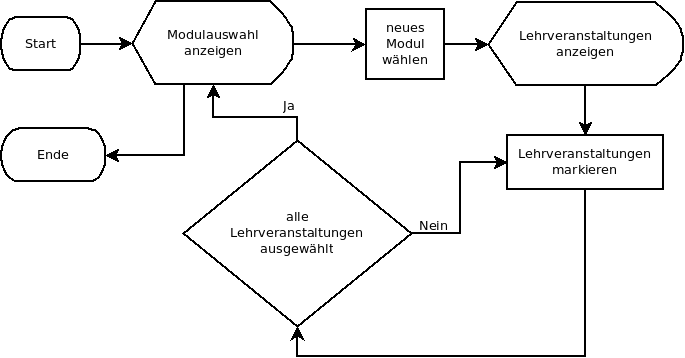 Start
Modulauswahl
anzeigen
neues
Modul
wählen
Lehrveranstaltungen
anzeigen
Ja
Ende
Lehrveranstaltungen
markieren
alle
Lehrveranstaltungen
ausgewählt
Nein